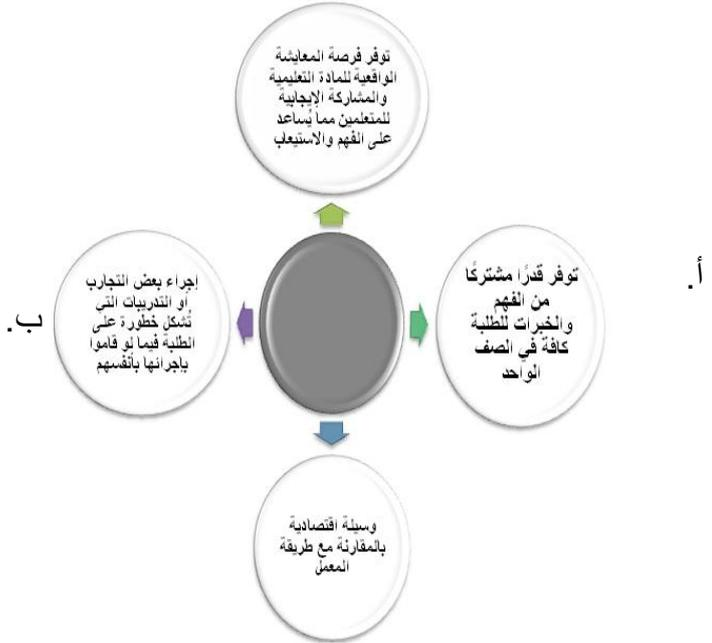 توفر فرصة المعايشة
الواقعية للمادة التعليمية
والمشاركة الإيجابية
للمتعلمين مما يُساعد
على الفهم والاستيعاب
أ.
توفر قدرًا مشتركًا
من الفهم
والخبرات للطلبة
كافة في الصف
الواحد
إجراء بعض التجارب
أو التدريبات التي
تُشكل خطورة على
الطلبة فيما لو قاموا
بإجرائها بأنفسهم
ب.
وسيلة اقتصادية
بالمقارنة مع طريقة
المعمل